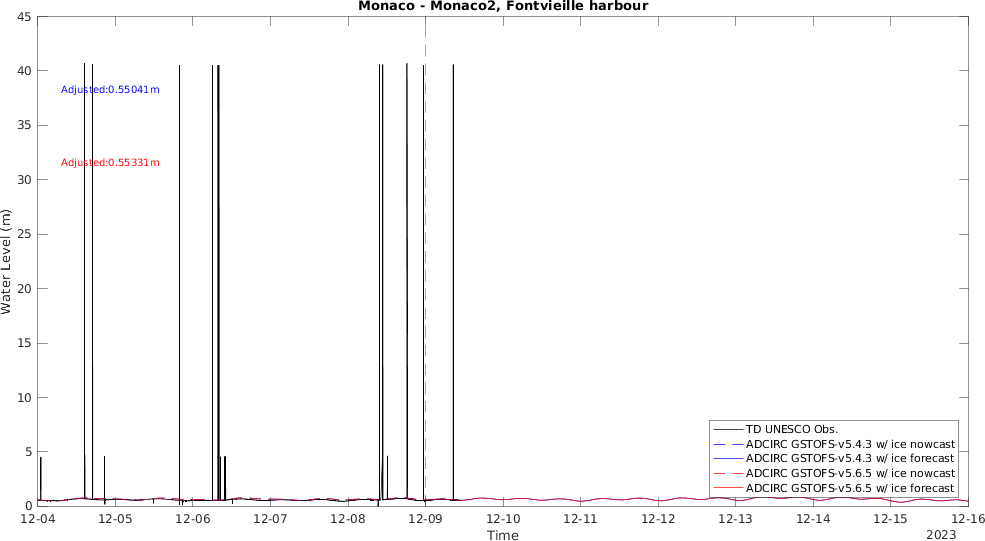 Monaco - Monaco2, Fontvieille harbour
45
40
35
30
25
20
15
10
5
0
Water Level (m)
Adjusted:0.55041m
Adjusted:0.55331m
TD UNESCO Obs.
ADCIRC GSTOFS-v5.4.3 w/ ice nowcast
ADCIRC GSTOFS-v5.4.3 w/ ice forecast
ADCIRC GSTOFS-v5.6.5 w/ ice nowcast
ADCIRC GSTOFS-v5.6.5 w/ ice forecast
12-04 12-05 12-06 12-07 12-08 12-09 12-10 12-11 12-12 12-13 12-14 12-15 12-16
Time
2023